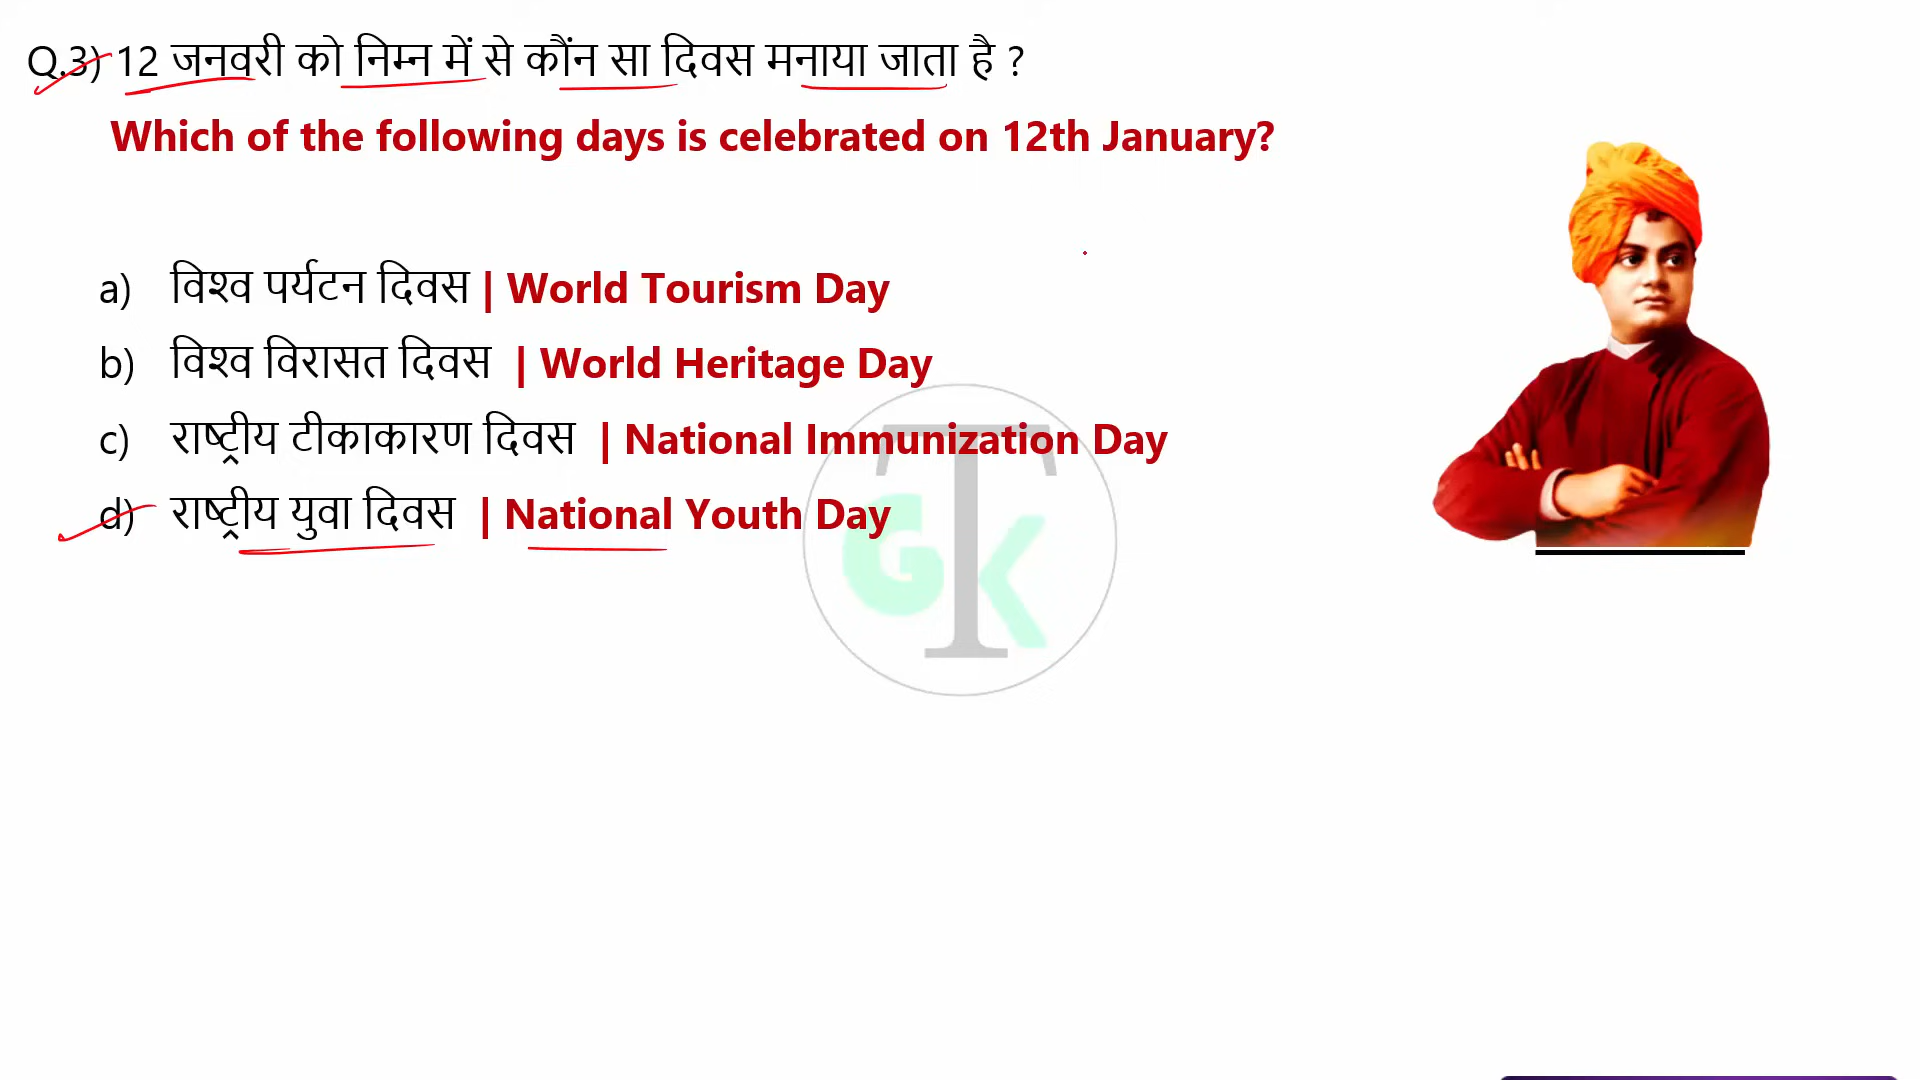 Q.3) 12 जनवरी को निम्न में से कौंन सा दिवस मनाया जाता है ?
Which of the following days is celebrated on 12th January?
a) विश्व पर्यटन दिवस | World Tourism Day
b) विश्व विरासत दिवस | World Heritage Day
c) राष्ट्रीय टीकाकारण दिवस | National Immunization Day
d) राष्ट्रीय युवा दिवस | National Youth Day
GTK